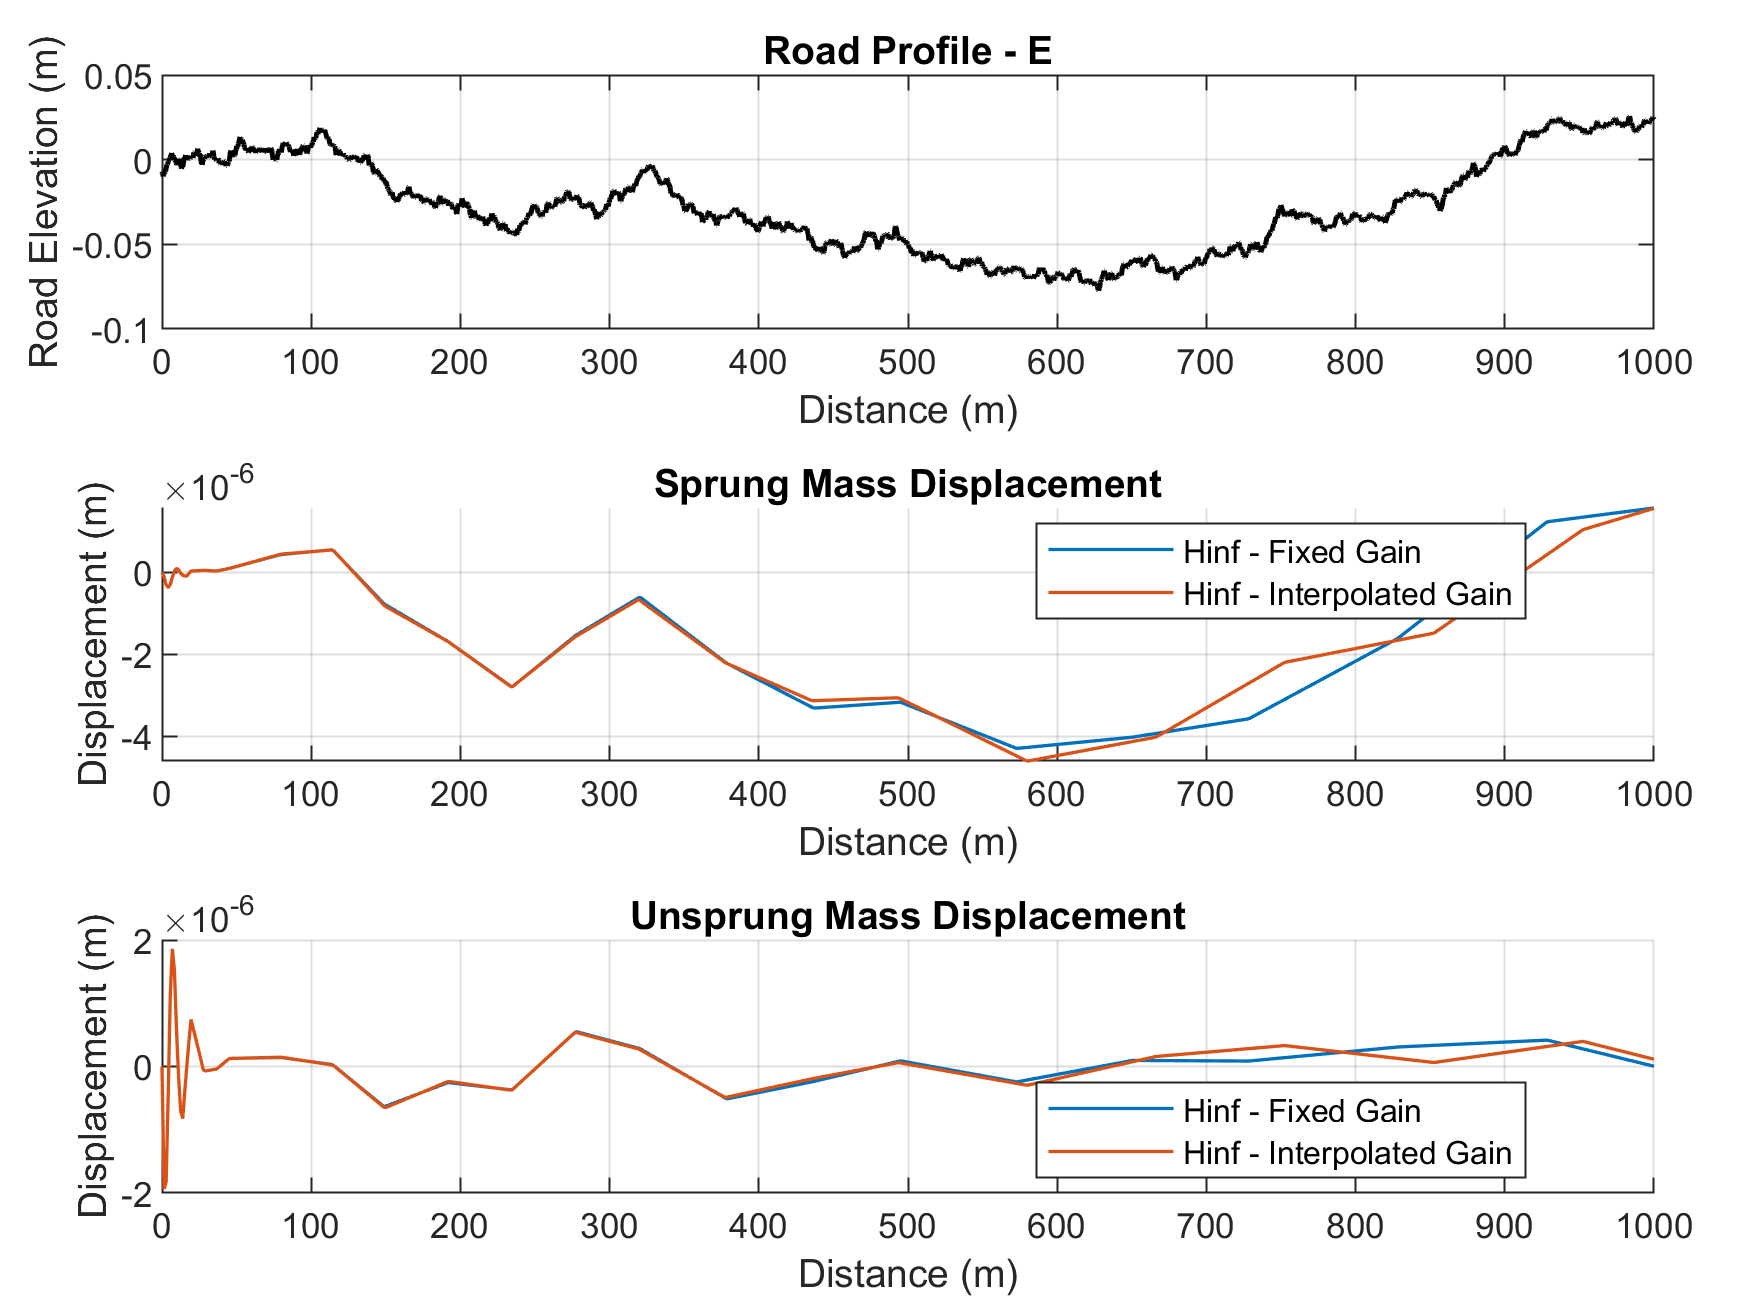 Road Profile - E
Road Elevation (m)
0.05
0
-0.05
-0.1
0 100 200 300 400 500 600 700 800 900 1000
Distance (m)
×10-6
Sprung Mass Displacement
Displacement (m)
0
-2
-4
Hinf - Fixed Gain
Hinf - Interpolated Gain
0 100 200 300 400 500 600 700 800 900 1000
Distance (m)
×10-6
Unsprung Mass Displacement
Displacement (m)
2
0
-2
Hinf - Fixed Gain
Hinf - Interpolated Gain
0 100 200 300 400 500 600 700 800 900 1000
Distance (m)